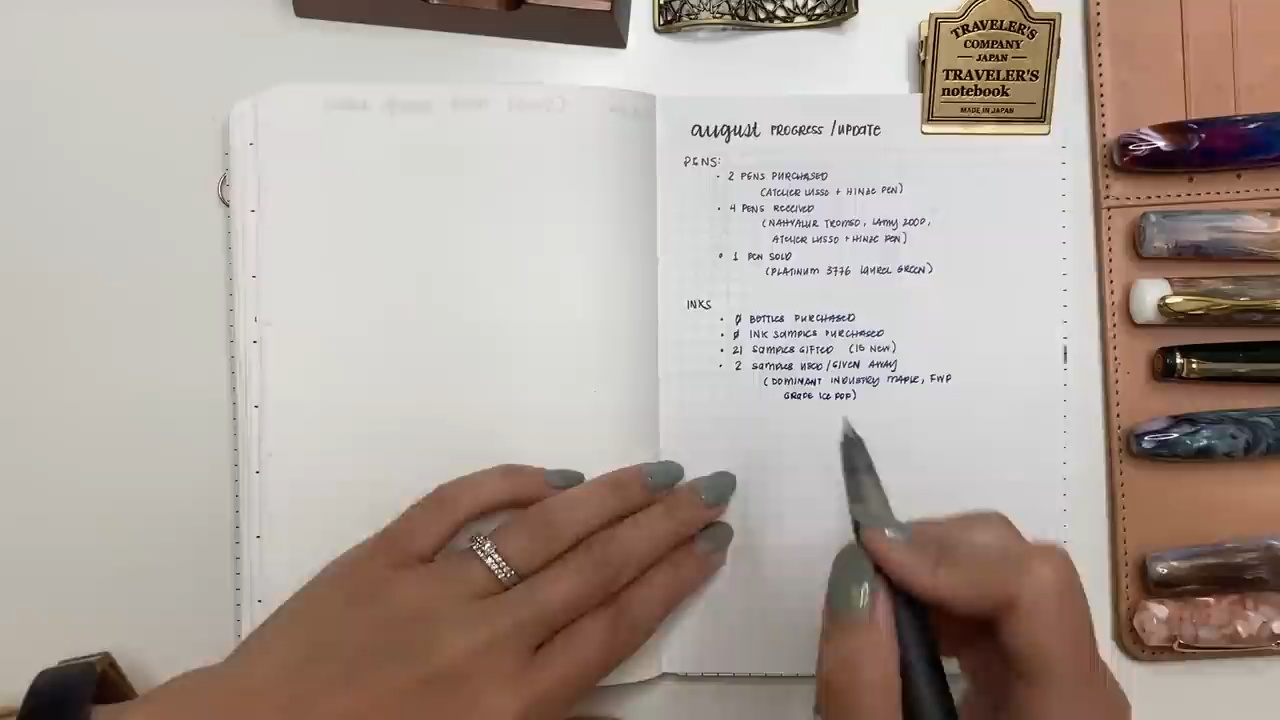 TRAVELER'S
COMPANY
JAPAN
TRAVELER'S
notebook
MADE IN JAPAN
august PROGRESS/UPDATE
PENS:
· 2 PENS PURCHASED
(ATELIER LUSSO + HINZE PEN)
· 4 PENS RECEIVED
(NAHVALUR TROMSO, LAMY 2000,
ATELIER LUSSO + HINZE PEN)
· 1 PEN SOLD
(PLATINUM 3776 LAUREL GREEN)
INKS
· 0 BOTTLES PURCHASED
· 0 INK SAMPLES PURCHASED
· 21 SAMPLES GIFTED (15 NEW)
· 2 SAMPLES USED/GIVEN AWAY
(DOMINANT INDUSTRY MAPLE, FWP
GRAPE ICE POP)